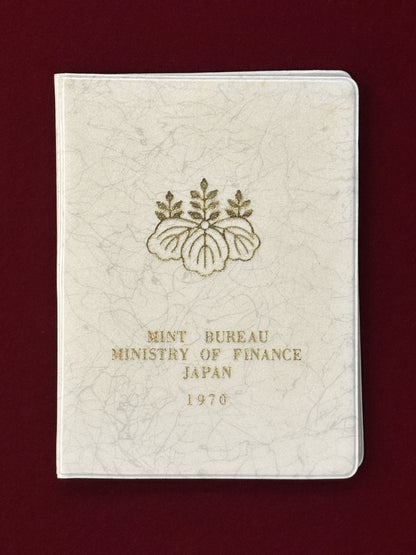 MINT BUREAU
MINISTRY OF FINANCE
JAPAN
1970